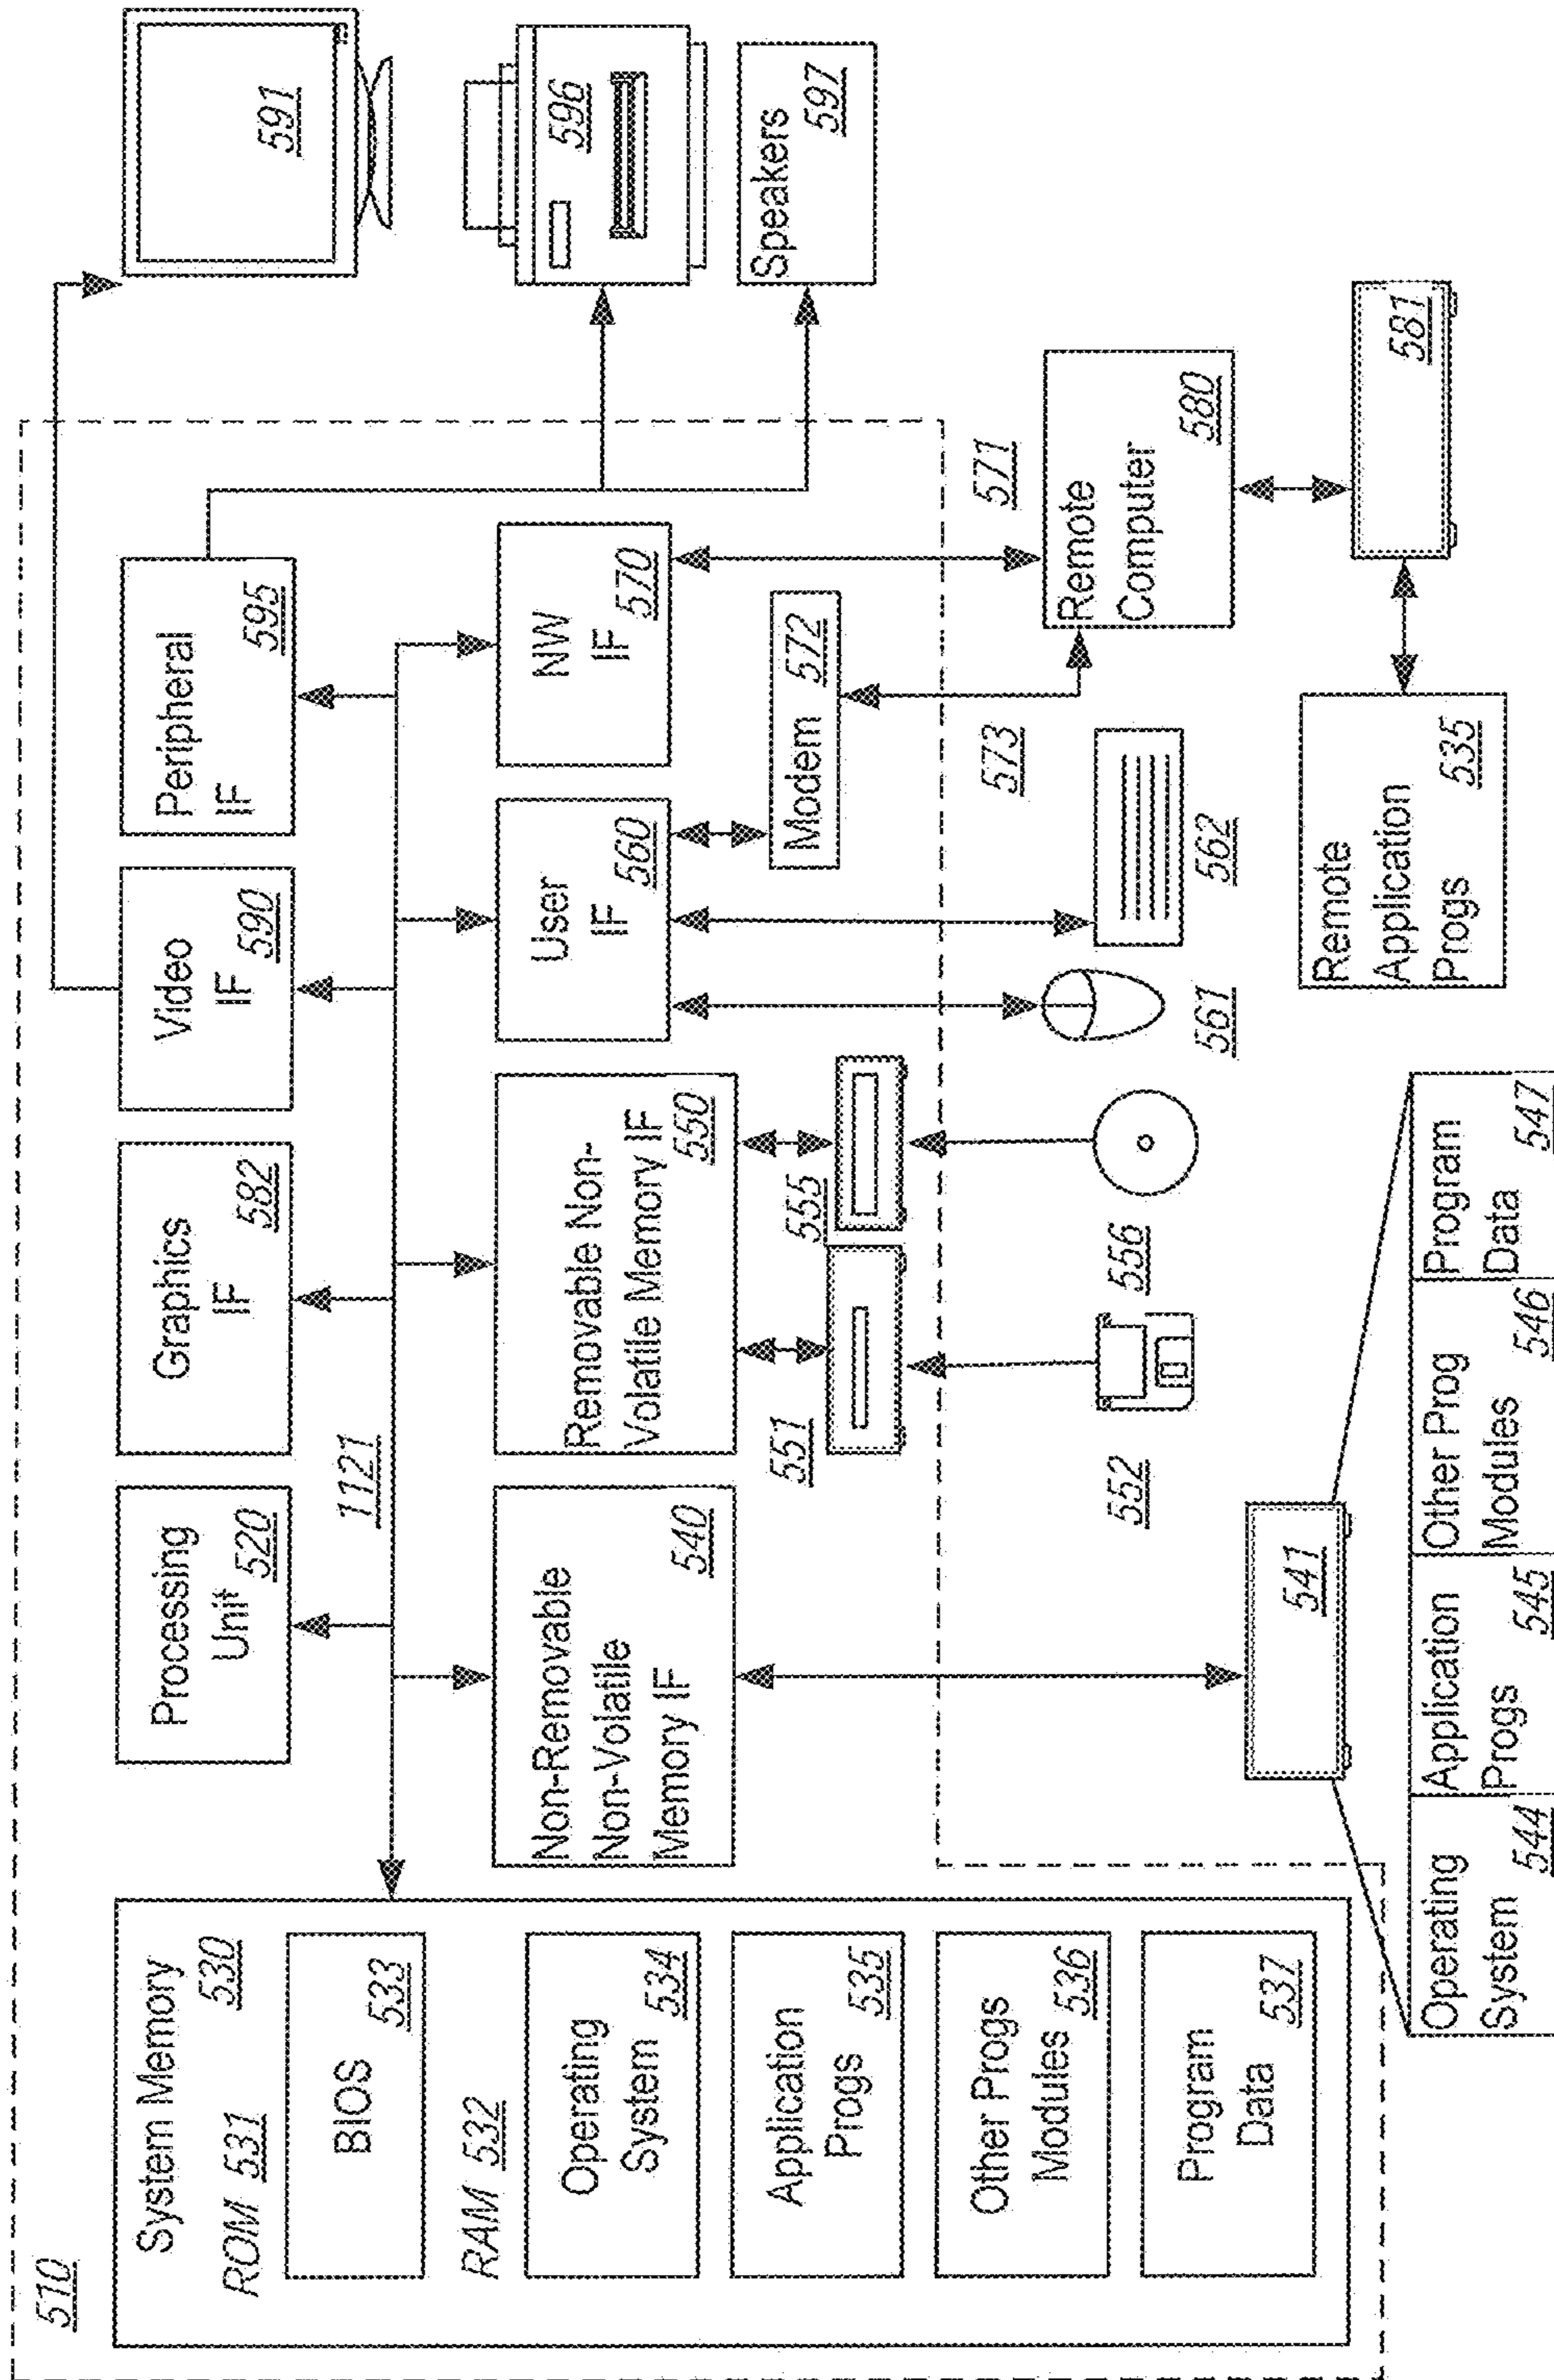 510
System Memory
530
ROM 531
BIOS
533
RAM 532
Operating
System
534
Application
Progs
535
Other Progs
Modules
536
Program
Data
537
Processing
Unit
520
Graphics
IF
582
Video
IF
590
Peripheral
IF
595
1121
Non-Removable
Non-Volatile
Memory IF
540
Removable Non-
Volatile Memory IF
550
User
IF
560
NW
IF
570
551
555
Modem 572
591
596
Speakers
597
552
556
561
562
573
571
Remote
Computer
580
541
581
Remote
Application
Progs
535
Operating
System
544
Application
Progs
545
Other Prog
Modules
546
Program
Data
547